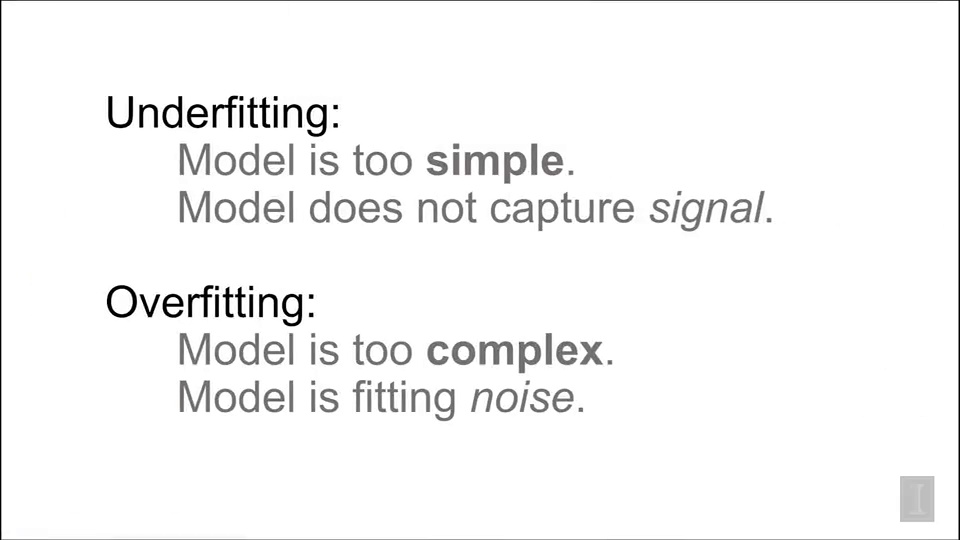 Underfitting:
Model is too simple.
Model does not capture signal.
Overfitting:
Model is too complex.
Model is fitting noise.
I